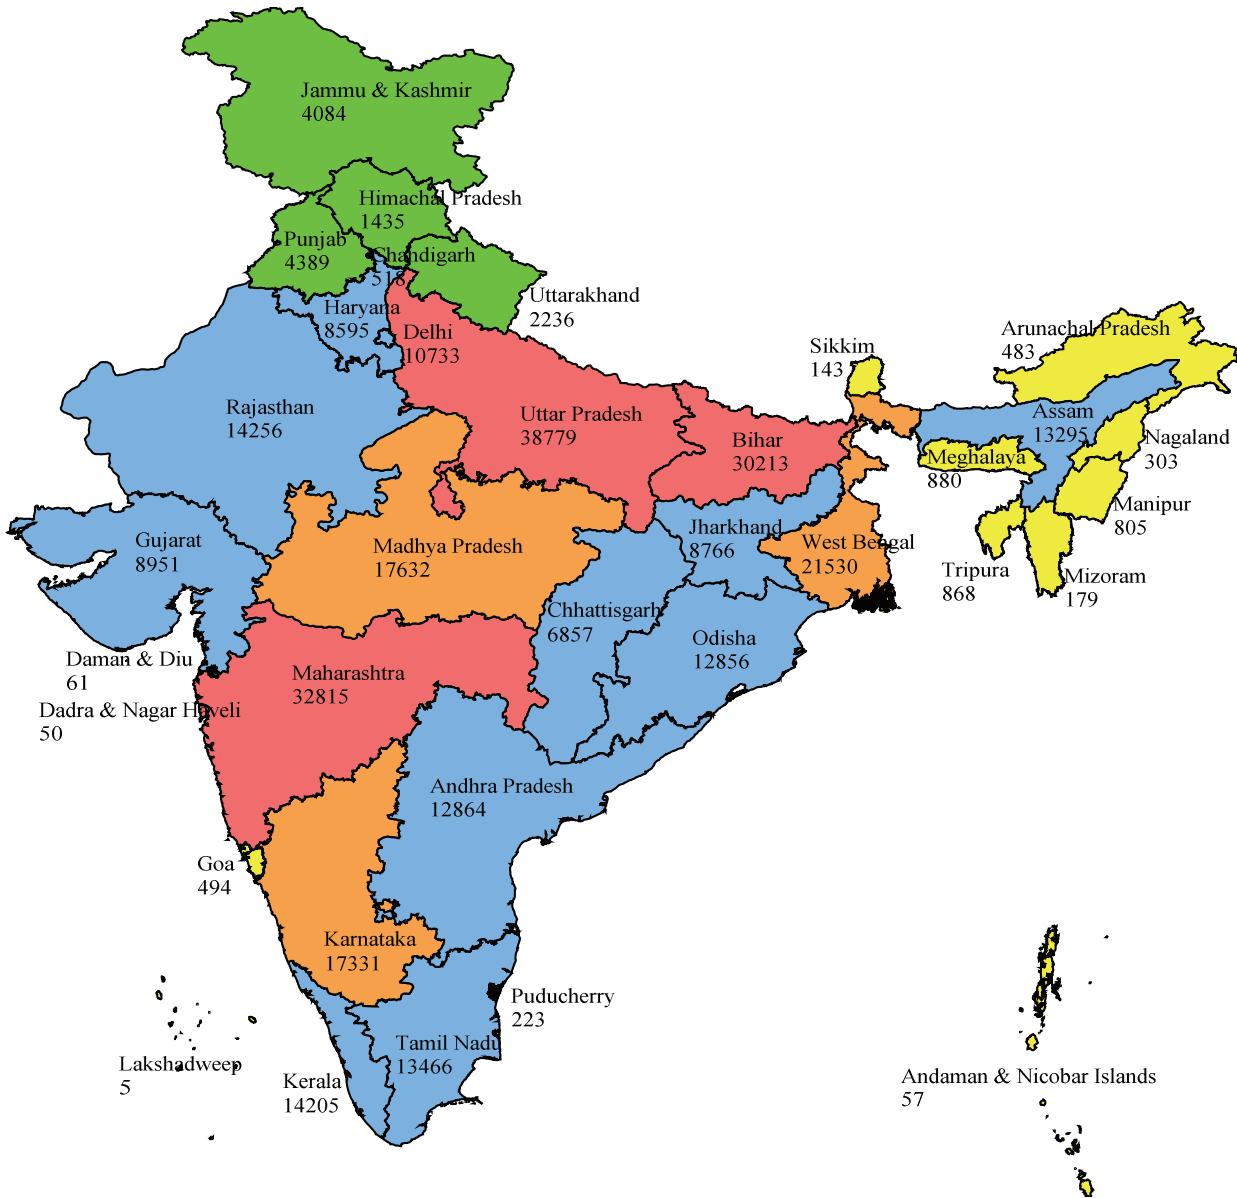 Jammu & Kashmir
4084
Himachal Pradesh
1435
Punjab
4389
Chandigarh
518
Uttarakhand
2236
Haryana
8595
Delhi
10733
Arunachal Pradesh
483
Sikkim
143
Rajasthan
14256
Uttar Pradesh
38779
Bihar
30213
Assam
13295
Nagaland
303
Meghalaya
880
Manipur
805
Gujarat
8951
Madhya Pradesh
17632
Jharkhand
8766
West Bengal
21530
Tripura
868
Mizoram
179
Chhattisgarh
6857
Odisha
12856
Daman & Diu
61
Maharashtra
32815
Dadra & Nagar Haveli
50
Andhra Pradesh
12864
Goa
494
Karnataka
17331
Puducherry
223
Tamil Nadu
13466
Lakshadweep
5
Kerala
14205
Andaman & Nicobar Islands
57